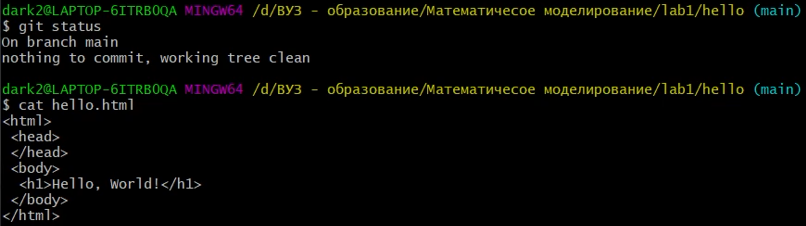 dark2@LAPTOP-6ITRBOQA MINGW64 /d/ВУЗ - образование/Математичесое моделирование/lab1/hello (main)
$ git status
On branch main
nothing to commit, working tree clean
dark2@LAPTOP-6ITRBOQA MINGW64 /d/ВУЗ - образование/Математичесое моделирование/lab1/hello (main)
$ cat hello.html
<html>
 <head>
 </head>
 <body>
  <h1>Hello, World!</h1>
 </body>
</html>